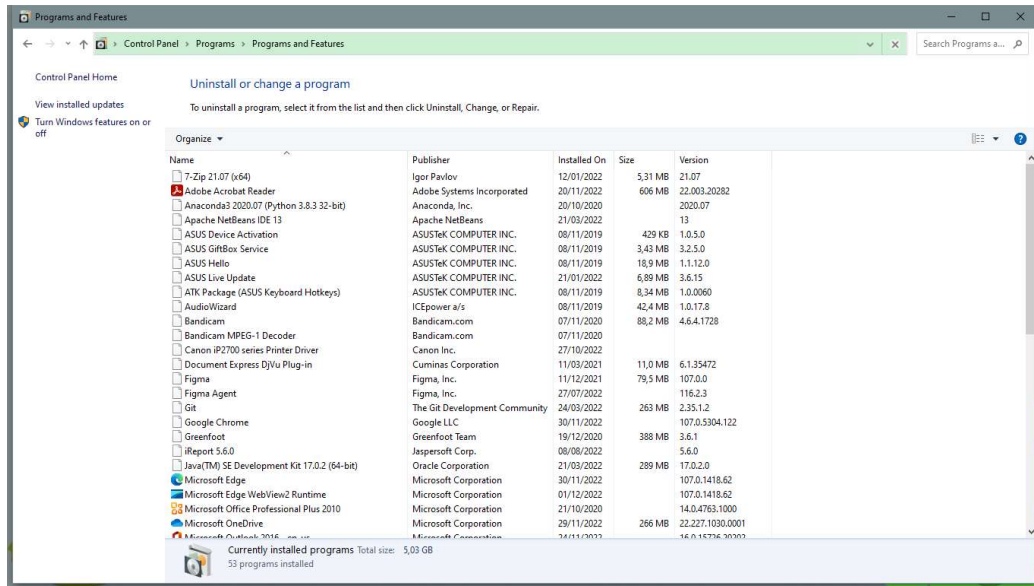 Programs and Features
Control Panel > Programs > Programs and Features
Search Programs a...
Control Panel Home
View installed updates
Turn Windows features on or
off
Uninstall or change a program
To uninstall a program, select it from the list and then click Uninstall, Change, or Repair.
Organize
Name Publisher Installed On Size Version
7-Zip 21.07 (x64) Igor Pavlov 12/01/2022 5,31 MB 21.07
Adobe Acrobat Reader Adobe Systems Incorporated 20/11/2022 606 MB 22.003.20282
Anaconda3 2020.07 (Python 3.8.3 32-bit) Anaconda, Inc. 20/10/2020 2020.07
Apache NetBeans IDE 13 Apache NetBeans 21/03/2022 13
ASUS Device Activation ASUSTeK COMPUTER INC. 08/11/2019 429 KB 1.0.5.0
ASUS GiftBox Service ASUSTeK COMPUTER INC. 08/11/2019 3,43 MB 3.2.5.0
ASUS Hello ASUSTeK COMPUTER INC. 08/11/2019 18,9 MB 1.1.12.0
ASUS Live Update ASUSTeK COMPUTER INC. 21/01/2022 6,89 MB 3.6.15
ATK Package (ASUS Keyboard Hotkeys) ASUSTeK COMPUTER INC. 08/11/2019 8,34 MB 1.0.0060
AudioWizard ICEpower a/s 08/11/2019 42,4 MB 1.0.17.8
Bandicam Bandicam.com 07/11/2020 88,2 MB 4.6.4.1728
Bandicam MPEG-1 Decoder Bandicam.com 07/11/2020
Canon iP2700 series Printer Driver Canon Inc. 27/10/2022
Document Express DjVu Plug-in Cuminas Corporation 11/03/2021 11,0 MB 6.1.35472
Figma Figma, Inc. 11/12/2021 79,5 MB 107.0.0
Figma Agent Figma, Inc. 27/07/2022 116.2.3
Git The Git Development Community 24/03/2022 263 MB 2.35.1.2
Google Chrome Google LLC 30/11/2022 107.0.5304.122
Greenfoot Greenfoot Team 19/12/2020 388 MB 3.6.1
iReport 5.6.0 Jaspersoft Corp. 08/08/2022 5.6.0
Java(TM) SE Development Kit 17.0.2 (64-bit) Oracle Corporation 21/03/2022 289 MB 17.0.2.0
Microsoft Edge Microsoft Corporation 30/11/2022 107.0.1418.62
Microsoft Edge WebView2 Runtime Microsoft Corporation 01/12/2022 107.0.1418.62
Microsoft Office Professional Plus 2010 Microsoft Corporation 21/10/2020 14.0.4763.1000
Microsoft OneDrive Microsoft Corporation 29/11/2022 266 MB 22.227.1030.0001
Microsoft Outlook 2016 - en-us Microsoft Corporation 24/11/2022 16.0.15726.20202
Currently installed programs Total size: 5,03 GB
53 programs installed